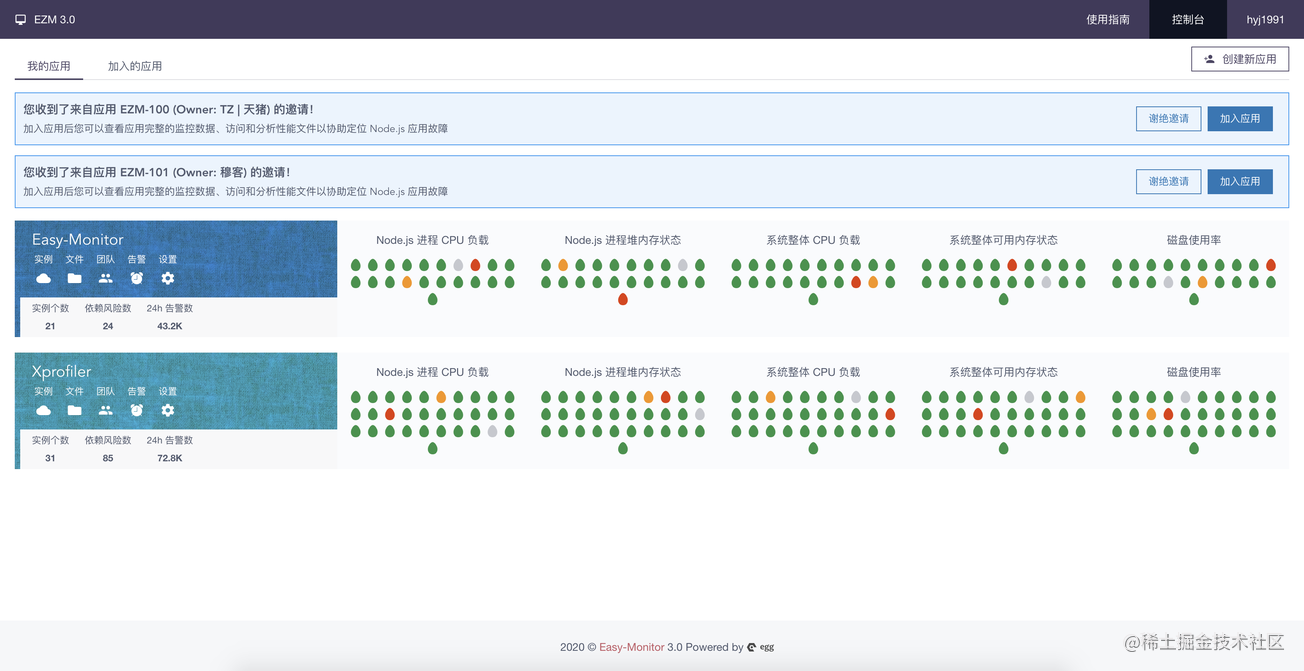 EZM 3.0
使用指南
控制台
hyj1991
我的应用
加入的应用
创建新应用
您收到了来自应用 EZM-100 (Owner: TZ | 天猪) 的邀请!
加入应用后您可以查看应用完整的监控数据、访问和分析性能文件以协助定位 Node.js 应用故障
谢绝邀请
加入应用
您收到了来自应用 EZM-101 (Owner: 穆客) 的邀请!
加入应用后您可以查看应用完整的监控数据、访问和分析性能文件以协助定位 Node.js 应用故障
谢绝邀请
加入应用
Easy-Monitor
实例 文件 团队 告警 设置
实例个数 依赖风险数 24h 告警数
21 24 43.2K
Node.js 进程 CPU 负载
Node.js 进程堆内存状态
系统整体 CPU 负载
系统整体可用内存状态
磁盘使用率
Xprofiler
实例 文件 团队 告警 设置
实例个数 依赖风险数 24h 告警数
31 85 72.8K
Node.js 进程 CPU 负载
Node.js 进程堆内存状态
系统整体 CPU 负载
系统整体可用内存状态
磁盘使用率
2020 © Easy-Monitor 3.0 Powered by egg
@稀土掘金技术社区